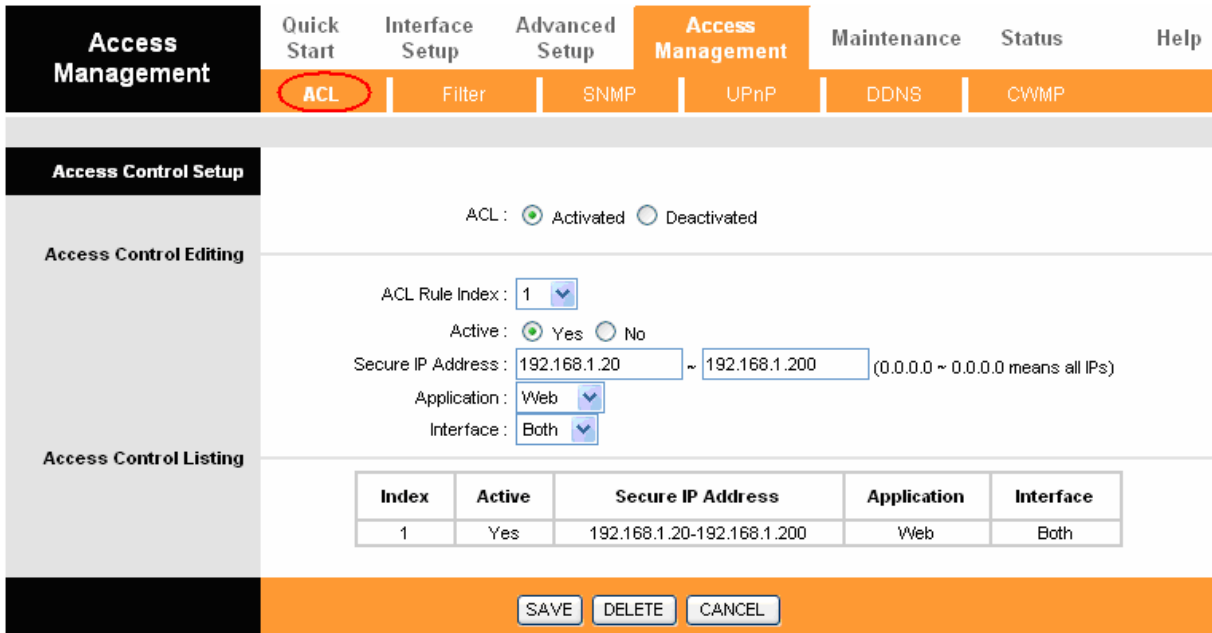 Access Management
Quick Start
Interface Setup
Advanced Setup
Access Management
Maintenance
Status
Help
ACL
Filter
SNMP
UPnP
DDNS
CWMP
Access Control Setup
ACL : Activated Deactivated
Access Control Editing
ACL Rule Index : 1
Active : Yes No
Secure IP Address : 192.168.1.20 ~ 192.168.1.200 (0.0.0.0 ~ 0.0.0.0 means all IPs)
Application : Web
Interface : Both
Access Control Listing
Index Active Secure IP Address Application Interface
1 Yes 192.168.1.20-192.168.1.200 Web Both
SAVE DELETE CANCEL